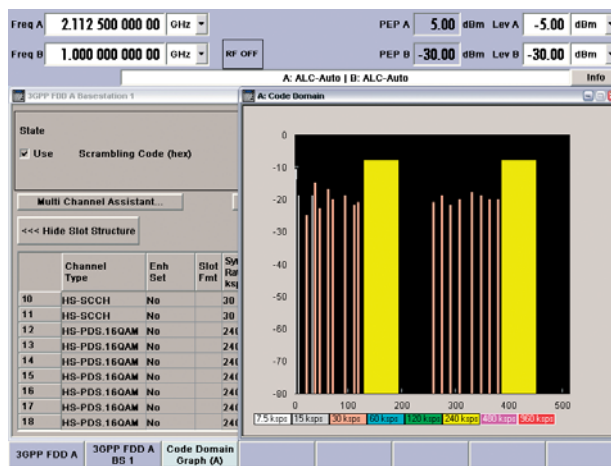 Freq A 2.112 500 000 00 GHz PEP A 5.00 dBm Lev A -5.00 dBm
Freq B 1.000 000 000 00 GHz RF OFF PEP B -30.00 dBm Lev B -30.00 dBm
A: ALC-Auto | B: ALC-Auto Info
3GPP FDD A Basestation 1
State
Use Scrambling Code (hex)
Multi Channel Assistant...
<<< Hide Slot Structure
Channel Type Enh Set Slot Fmt
10 HS-SCCH No 30
11 HS-SCCH No 30
12 HS-PDS.16QAM No 240
13 HS-PDS.16QAM No 240
14 HS-PDS.16QAM No 240
15 HS-PDS.16QAM No 240
16 HS-PDS.16QAM No 240
17 HS-PDS.16QAM No 240
18 HS-PDS.16QAM No 240
A: Code Domain
0
-10
-20
-30
-40
-50
-60
-70
-80
0 100 200 300 400 500
7.5 ksps 15 ksps 30 ksps 60 ksps 120 ksps 240 ksps 480 ksps 960 ksps
3GPP FDD A
3GPP FDD A BS 1
Code Domain Graph (A)